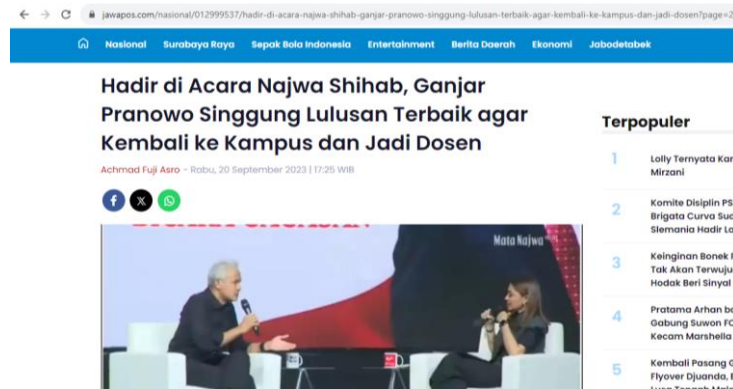 jawapos.com/nasional/012999537/hadir-di-acara-najwa-shihab-ganjar-pranowo-singgung-lulusan-terbaik-agar-kembali-ke-kampus-dan-jadi-dosen?page=2
Nasional Surabaya Raya Sepak Bola Indonesia Entertainment Berita Daerah Ekonomi Jabodetabek
Hadir di Acara Najwa Shihab, Ganjar
Pranowo Singgung Lulusan Terbaik agar
Kembali ke Kampus dan Jadi Dosen
Achmad Fuji Asro - Rabu, 20 September 2023 | 17:25 WIB
Mata Najwa
Terpopuler
1 Lolly Ternyata Kar
Mirzani
2 Komite Disiplin PS
Brigata Curva Sud
Slemania Hadir La
3 Keinginan Bonek
Tak Akan Terwuju
Hodak Beri Sinyal
4 Pratama Arhan ba
Gabung Suwon FC
Kecam Marshella
5 Kembali Pasang G
Flyover Djuanda,